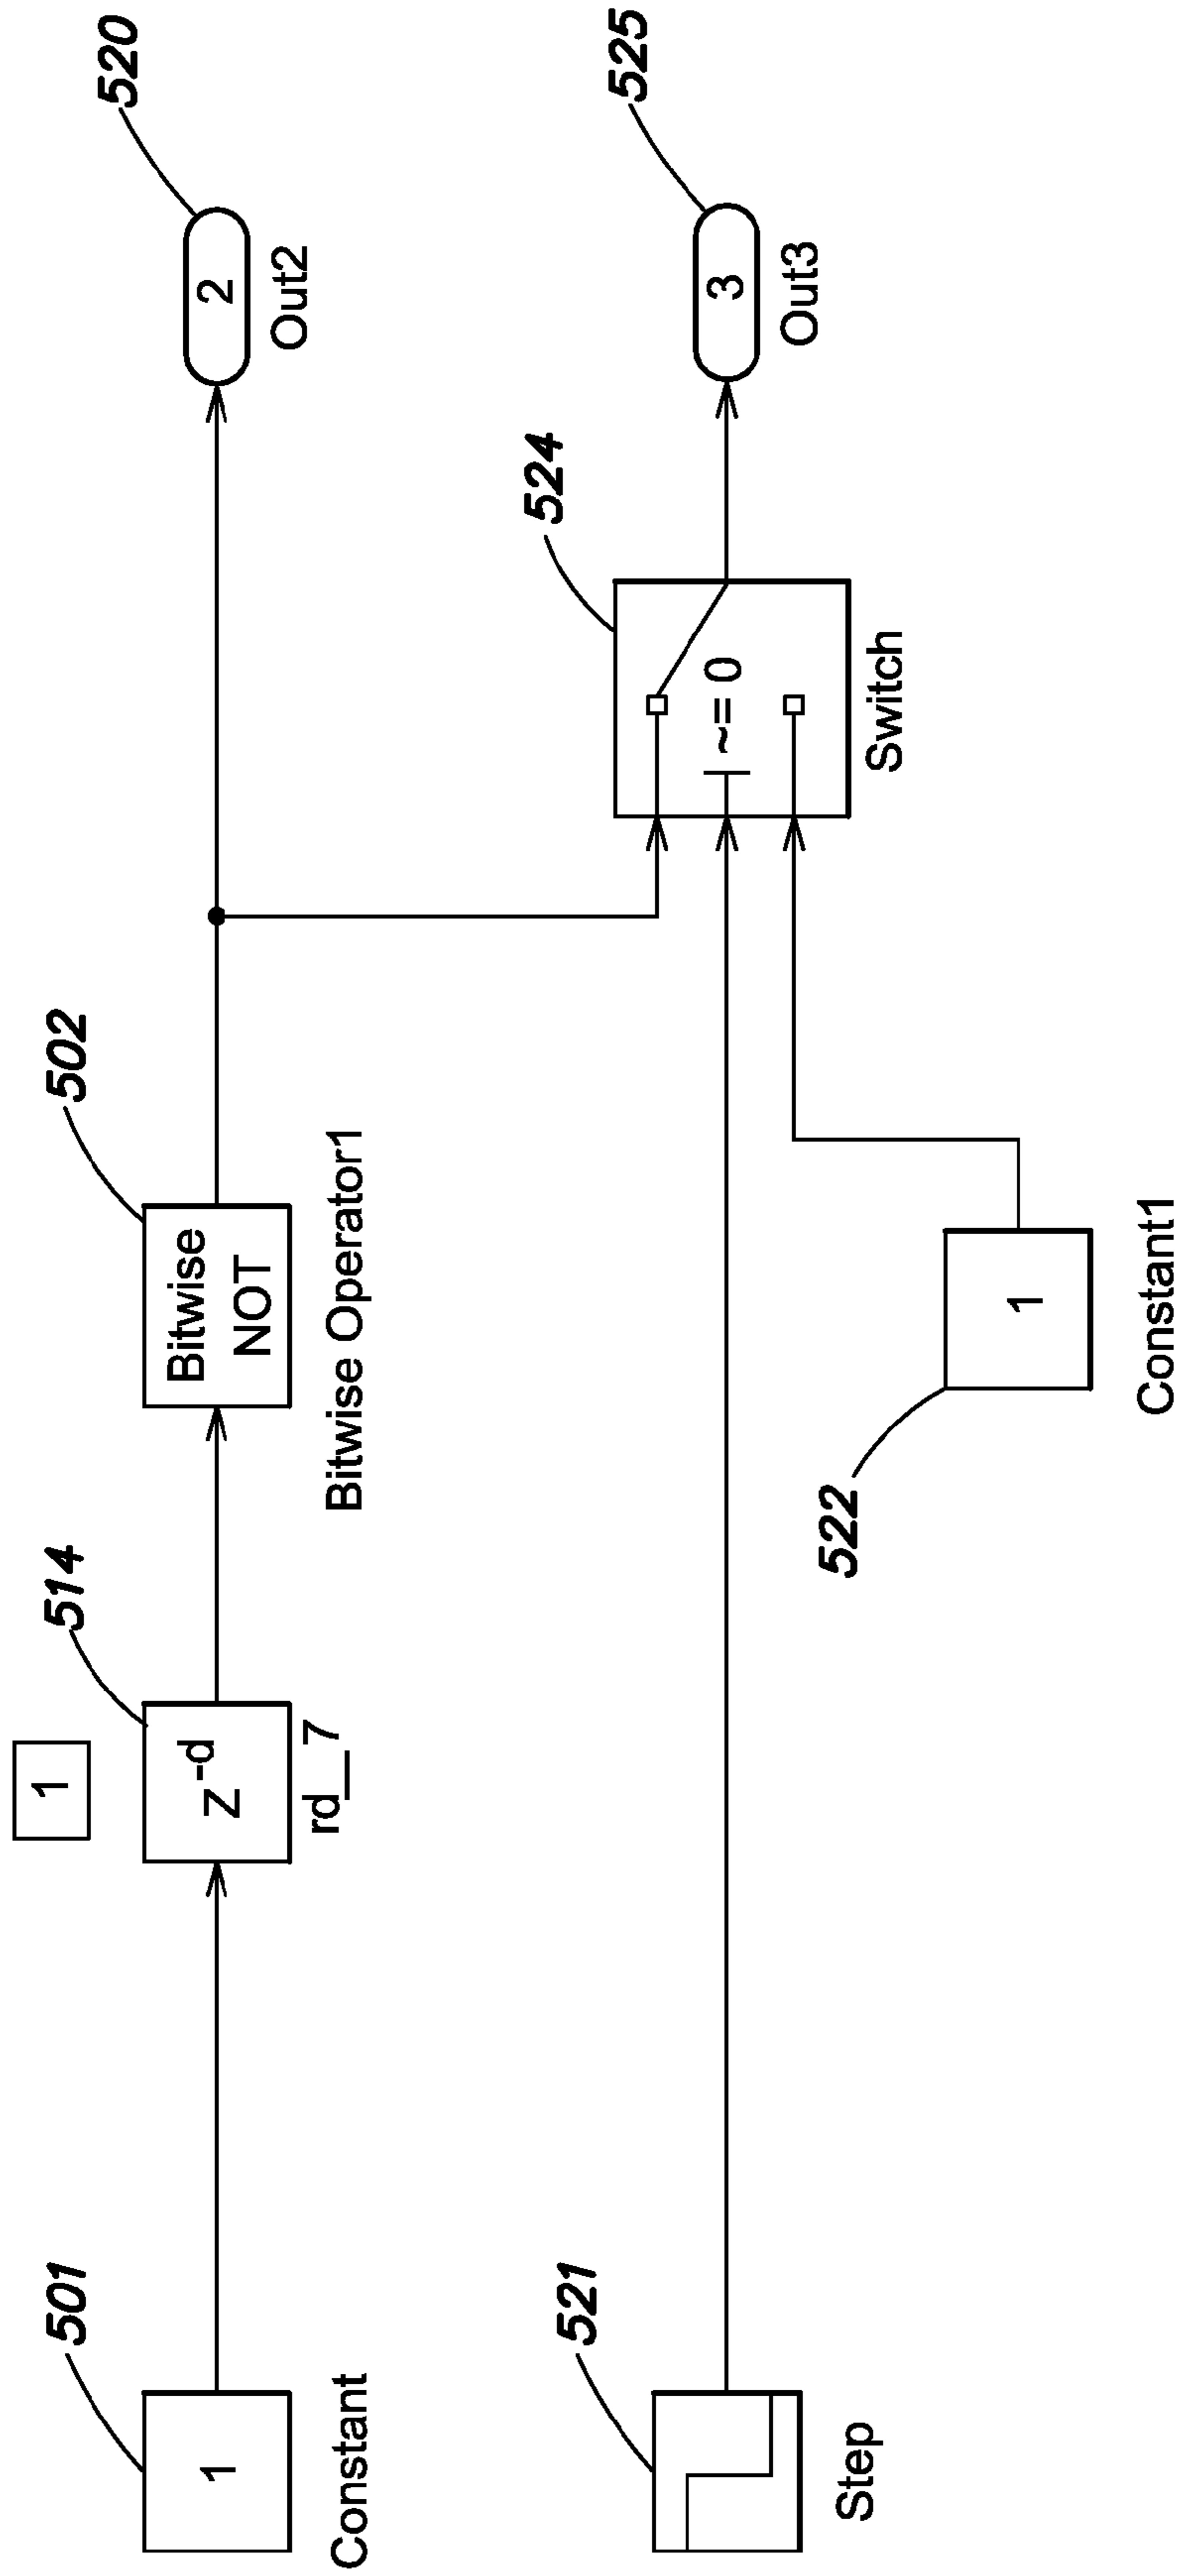 520
525
2
Out2
3
Out3
524
~= 0
Switch
502
Bitwise
NOT
Bitwise Operator1
1
Constant1
522
514
1
z-d
rd_7
501
1
Constant
521
Step